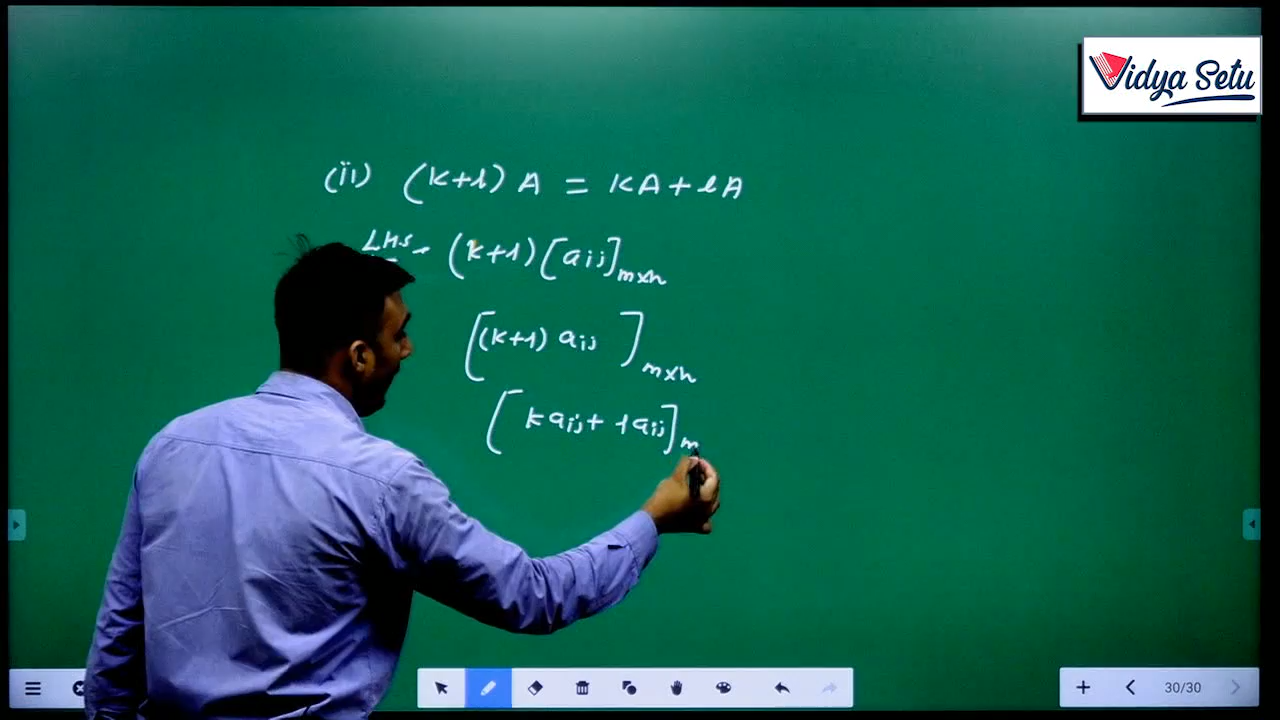 Vidya Setu
(ii) (k+l) A = kA + lA
LHS = (k+l) [aij]m×n
[(k+l) aij]m×n
[kaij + laij]m
30/30